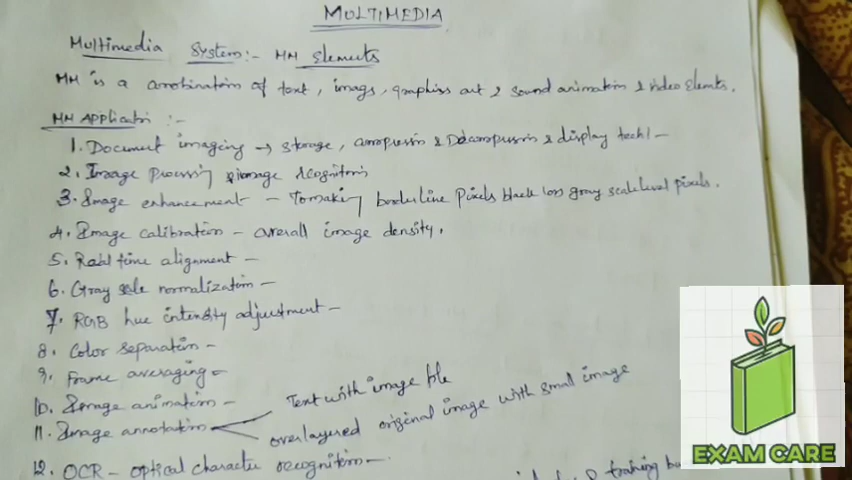 MULTIMEDIA
Multimedia System:- MM Elements
MM is a combination of text, image, graphics art & sound animation & video elements.
MM Application :-
1. Document imaging → storage, compression & Decompression & display tech! -
2. Image processing image recognition
3. Image enhancement - To making borderline pixels black loss gray scale level pixels.
4. Image calibration - overall image density.
5. Real time alignment -
6. Gray scale normalization -
7. RGB hue intensity adjustment -
8. Color separation -
9. Frame averaging -
10. Image animation -
Text with image file
11. Image annotation
overlayered original image with small image
12. OCR - optical character recognition -
& training
EXAM CARE